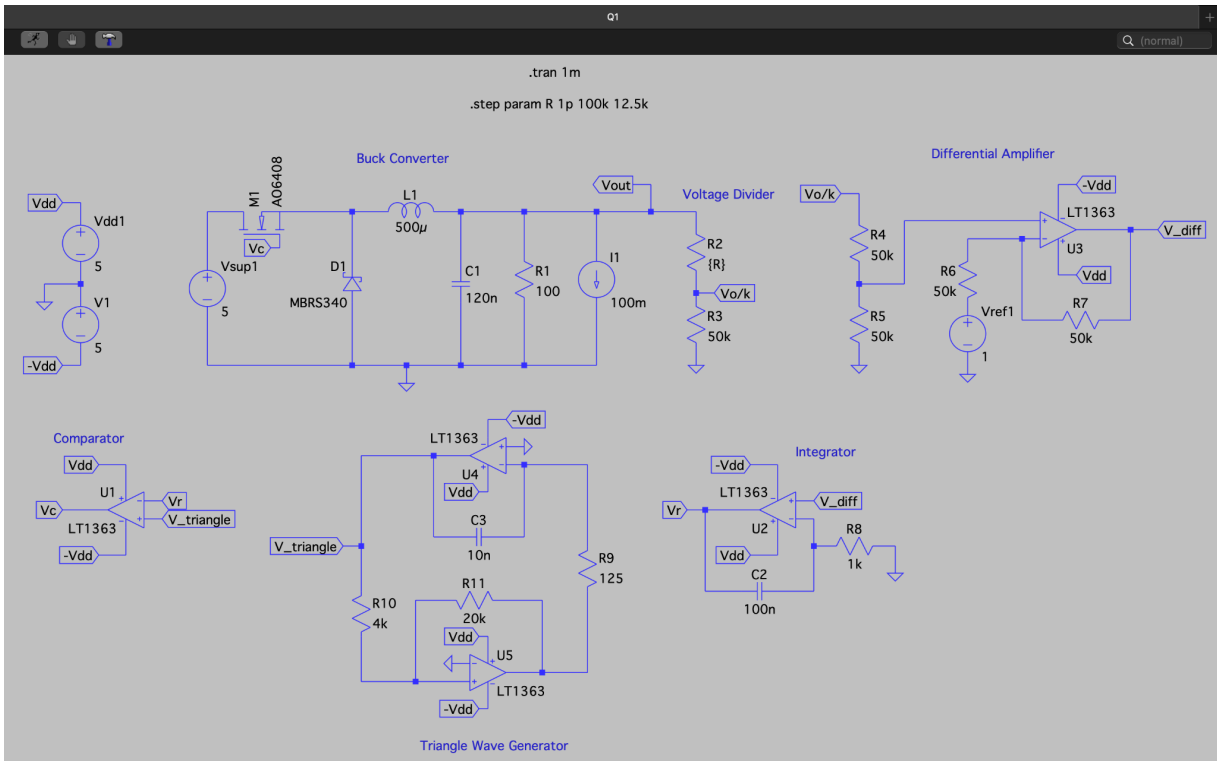 Q1
(normal)
.tran 1m
.step param R 1p 100k 12.5k
Buck Converter
Vdd
Vdd1
5
V1
5
-Vdd
Vsup1
5
M1
AO6408
Vc
D1
MBRS340
L1
500µ
C1
120n
R1
100
I1
100m
Vout
Voltage Divider
R2
{R}
Vo/k
R3
50k
Differential Amplifier
Vo/k
R4
50k
R5
50k
R6
50k
Vref1
1
-Vdd
LT1363
U3
Vdd
R7
50k
V_diff
Comparator
Vdd
U1
Vc
Vr
V_triangle
LT1363
-Vdd
-Vdd
LT1363
U4
Vdd
C3
10n
V_triangle
R9
125
R10
4k
R11
20k
Vdd
U5
LT1363
-Vdd
Triangle Wave Generator
Integrator
-Vdd
LT1363
V_diff
Vr
U2
Vdd
R8
1k
C2
100n